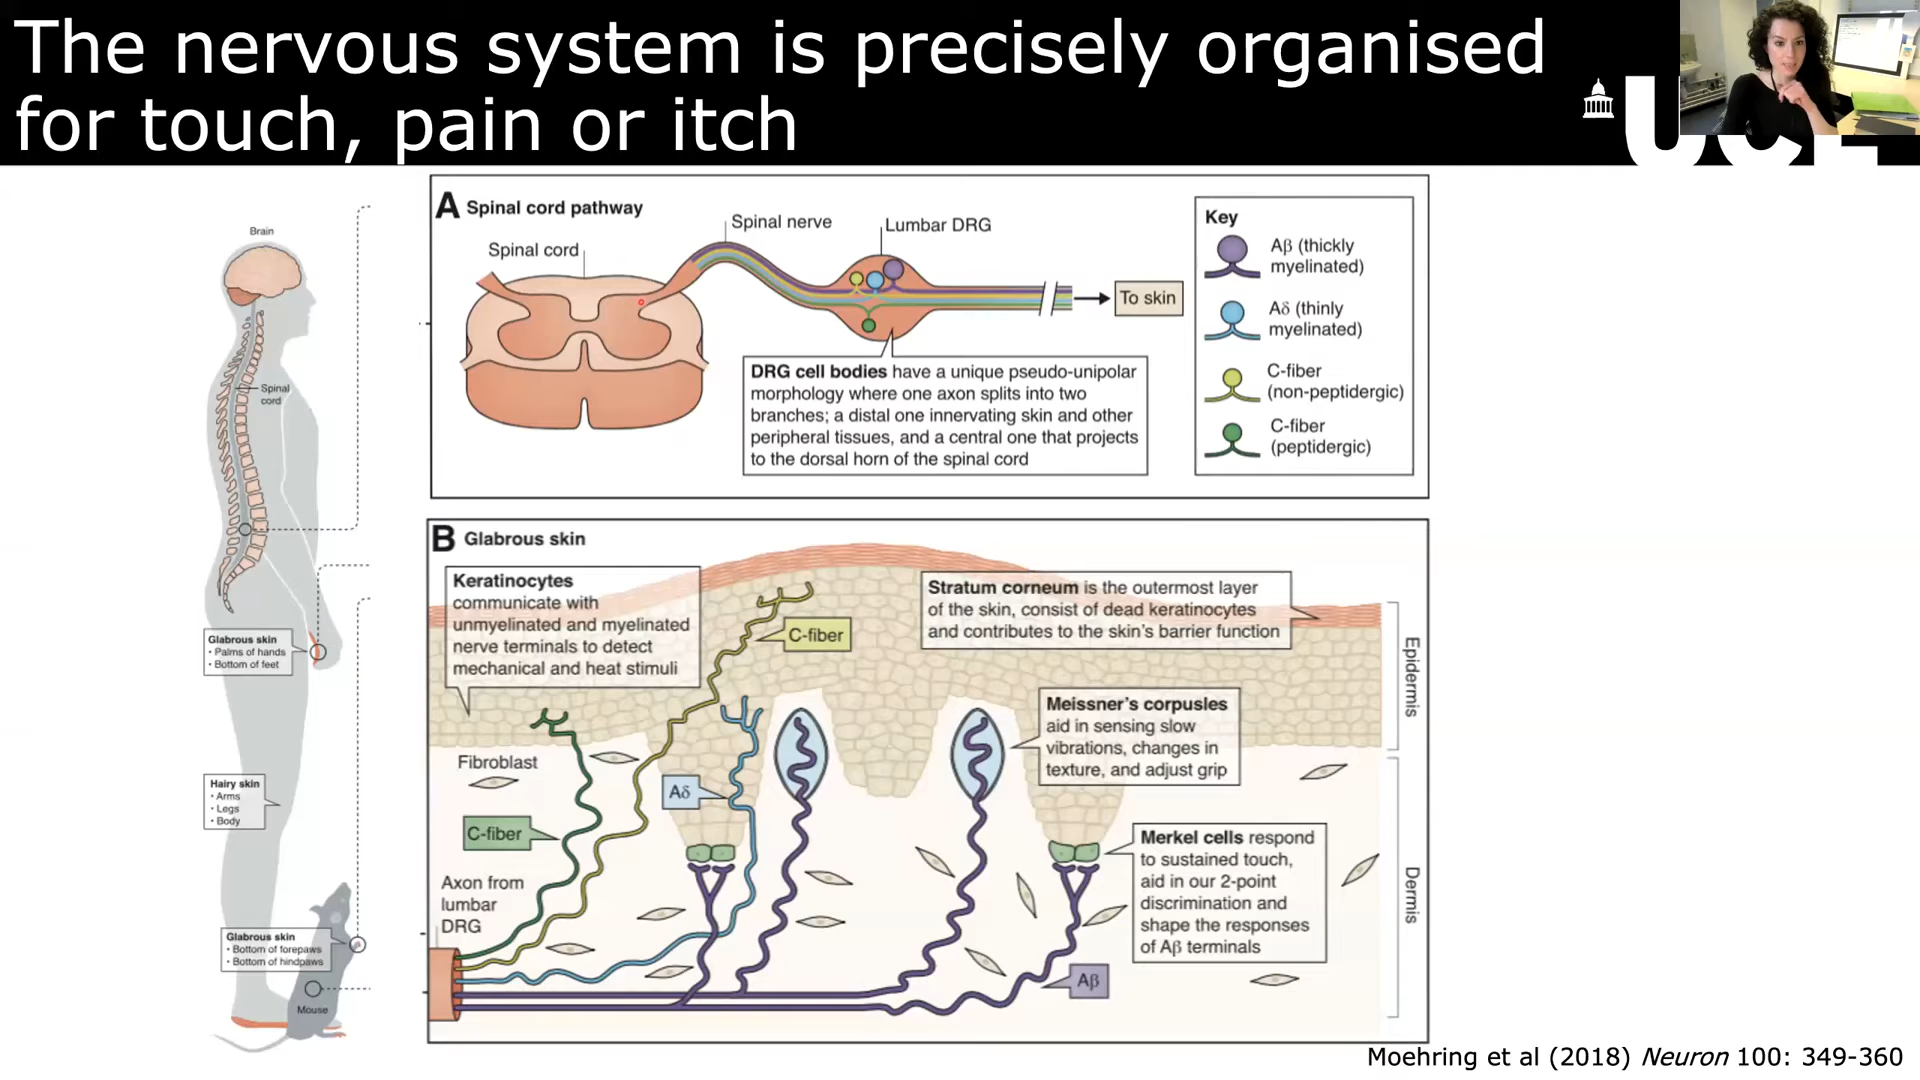 The nervous system is precisely organised
for touch, pain or itch
UCL
Brain
Spinal
cord
Glabrous skin
• Palms of hands
• Bottom of feet
Hairy skin
• Arms
• Legs
• Body
Glabrous skin
• Bottom of forepaws
• Bottom of hindpaws
Mouse
A Spinal cord pathway
Spinal cord
Spinal nerve
Lumbar DRG
To skin
DRG cell bodies have a unique pseudo-unipolar
morphology where one axon splits into two
branches; a distal one innervating skin and other
peripheral tissues, and a central one that projects
to the dorsal horn of the spinal cord
Key
Aβ (thickly
myelinated)
Aδ (thinly
myelinated)
C-fiber
(non-peptidergic)
C-fiber
(peptidergic)
B Glabrous skin
Keratinocytes
communicate with
unmyelinated and myelinated
nerve terminals to detect
mechanical and heat stimuli
C-fiber
Stratum corneum is the outermost layer
of the skin, consist of dead keratinocytes
and contributes to the skin's barrier function
Epidermis
Meissner's corpusles
aid in sensing slow
vibrations, changes in
texture, and adjust grip
Fibroblast
Aδ
C-fiber
Merkel cells respond
to sustained touch,
aid in our 2-point
discrimination and
shape the responses
of Aβ terminals
Dermis
Axon from
lumbar
DRG
Aβ
Moehring et al (2018) Neuron 100: 349-360